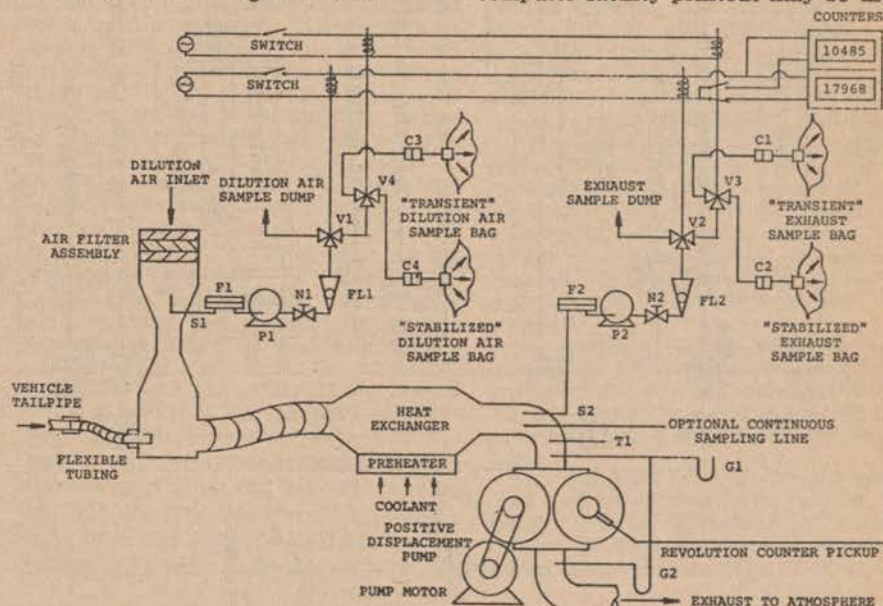 COUNTERS
SWITCH
10485
SWITCH
17968
DILUTION
AIR INLET
DILUTION AIR
SAMPLE DUMP
C3
V4
"TRANSIENT"
DILUTION AIR
SAMPLE BAG
EXHAUST
SAMPLE DUMP
C1
V3
"TRANSIENT"
EXHAUST
SAMPLE BAG
AIR FILTER
ASSEMBLY
V1
V2
F1
N1
FL1
C4
F2
N2
FL2
C2
S1
P1
P2
"STABILIZED"
DILUTION AIR
SAMPLE BAG
"STABILIZED"
EXHAUST
SAMPLE BAG
VEHICLE
TAILPIPE
HEAT
EXCHANGER
S2
OPTIONAL CONTINUOUS
SAMPLING LINE
T1
FLEXIBLE
TUBING
PREHEATER
G1
COOLANT
POSITIVE
DISPLACEMENT
PUMP
REVOLUTION COUNTER PICKUP
G2
PUMP MOTOR
EXHAUST TO ATMOSPHERE